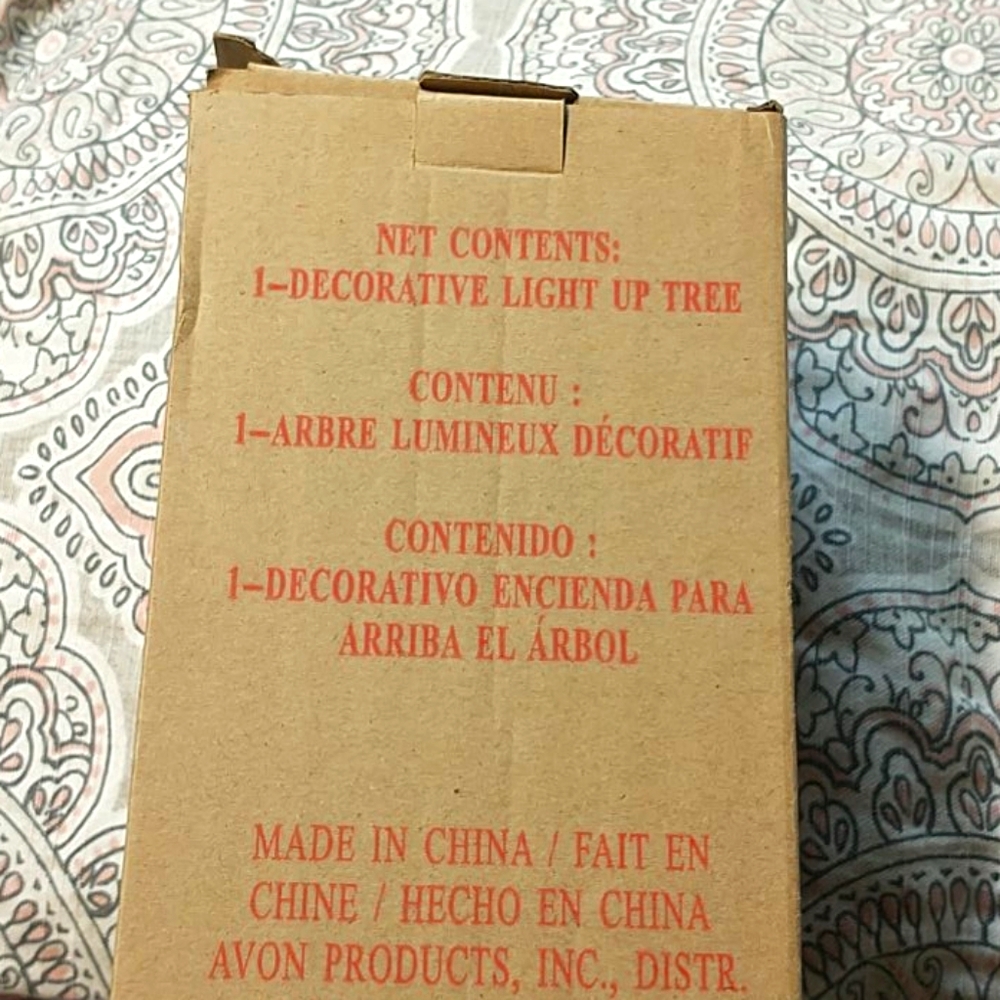 NET CONTENTS:
1-DECORATIVE LIGHT UP TREE
CONTENU :
1-ARBRE LUMINEUX DÉCORATIF
CONTENIDO :
1-DECORATIVO ENCIENDA PARA
ARRIBA EL ÁRBOL
MADE IN CHINA / FAIT EN
CHINE / HECHO EN CHINA
AVON PRODUCTS, INC., DISTR.